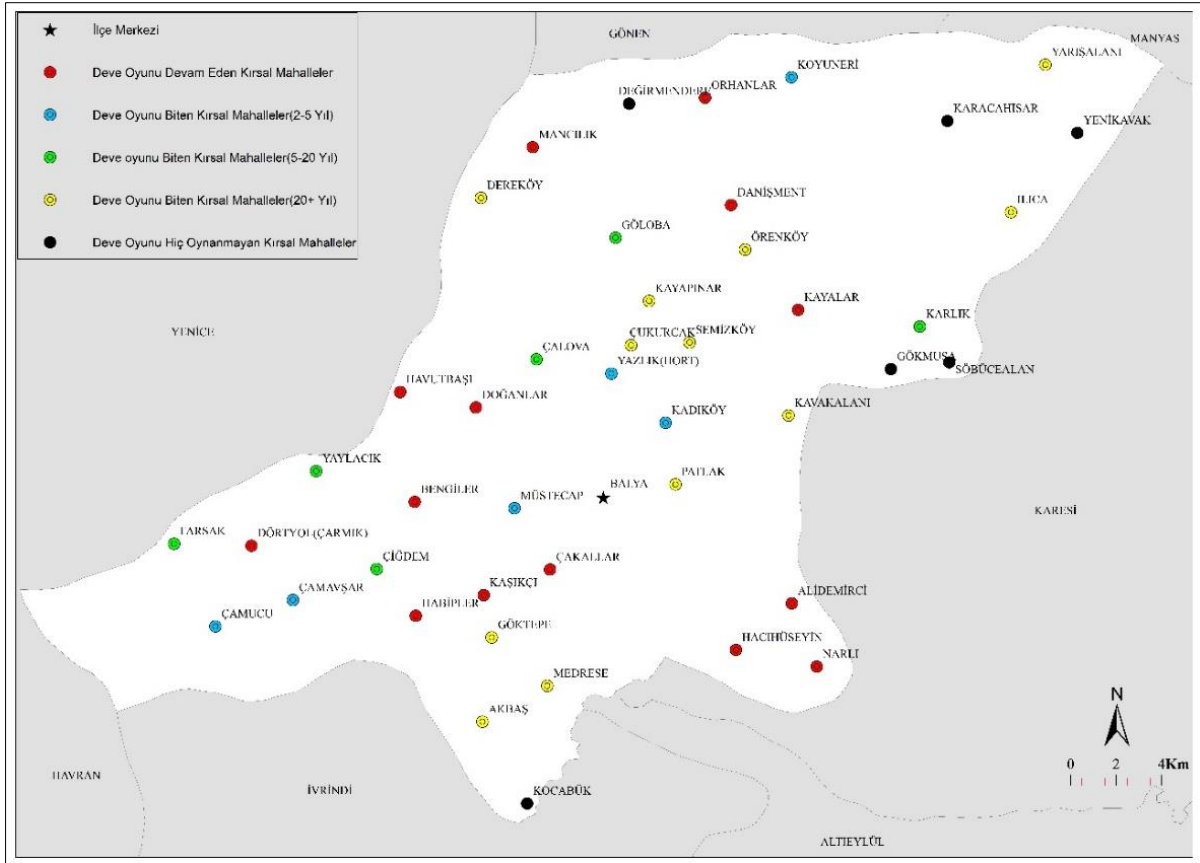 İlçe Merkezi
Deve Oyunu Devam Eden Kırsal Mahalleler
Deve Oyunu Biten Kırsal Mahalleler(2-5 Yıl)
Deve oyunu Biten Kırsal Mahalleler(5-20 Yıl)
Deve Oyunu Biten Kırsal Mahalleler(20+ Yıl)
Deve Oyunu Hiç Oynanmayan Kırsal Mahalleler
GÖNEN
MANYAS
YARIŞALANI
KOYUNERİ
DEĞİRMENDERE
ORHANLAR
KARACAHİSAR
YENİKAVAK
MANCILIK
DEREKÖY
DANİŞMENT
ILICA
GÖLOBA
ÖRENKÖY
KAYAPINAR
KAYALAR
YENİCE
KARLIK
ÇUKURCAK
SEMİZKÖY
ÇALOVA
YAZLIK(HORT)
GÖKMUSA
SÖBÜCEALAN
HAVUTBAŞI
DOĞANLAR
KADIKÖY
KAVAKALANI
YAYLACIK
PATLAK
BENGİLER
MÜSTECAP
BALYA
KARESİ
TARSAK
DÖRTYOL(ÇARMIK)
ÇİĞDEM
ÇAKALLAR
ÇAMAVŞAR
KAŞIKÇI
ALİDEMİRCİ
ÇAMUCU
HABİPLER
GÖKTEPE
HACIHÜSEYİN
NARLI
MEDRESE
AKBAŞ
N
0 2 4Km
HAVRAN
İVRİNDİ
KOCABÜK
ALTIEYLÜL